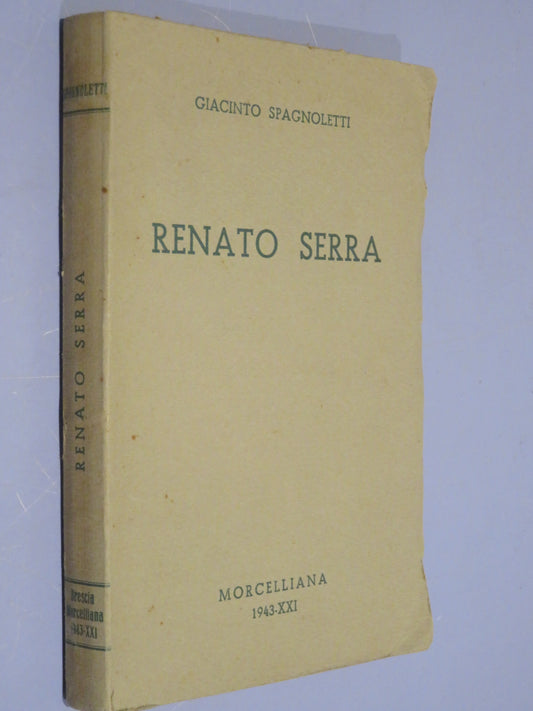 GIACINTO SPAGNOLETTI
RENATO SERRA
MORCELLIANA
1943-XXI
SPAGNOLETTI
RENATO SERRA
Brescia
Morcelliana
1943-XXI